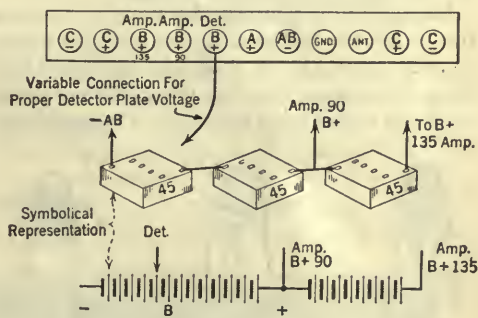 Amp. Amp. Det.
C - C + B + 135 B + 90 B + A + AB - GND ANT C + C -
Variable Connection For
Proper Detector Plate Voltage
-AB
Amp. 90
B+
To B+
135 Amp.
45 45 45
Symbolical
Representation
Det.
Amp.
B+90
Amp.
B+135
- B +